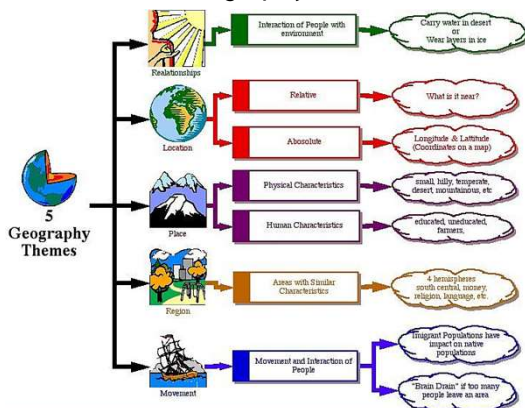 5
Geography
Themes
Realationships
Interaction of People with
environment
Carry water in desert
or
Wear layers in ice
Location
Relative
What is it near?
Abosolute
Longitude & Lattitude
(Coordinates on a map)
Place
Physical Characteristics
small, hilly, temperate,
desert, mountainous, etc
Human Characteristics
educated, uneducated,
farmers,
Region
Areas with Similar
Characteristics
4 hemispheres
south central, money,
religion, language, etc.
Movement
Movement and Interaction of
People
Imigrant Populations have
impact on native
populations
"Brain Drain" if too many
people leave an area